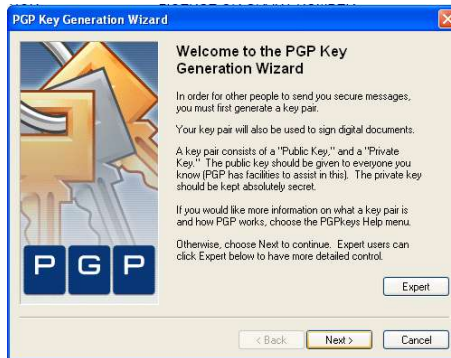 PGP Key Generation Wizard
Welcome to the PGP Key
Generation Wizard
In order for other people to send you secure messages,
you must first generate a key pair.
Your key pair will also be used to sign digital documents.
A key pair consists of a "Public Key," and a "Private
Key." The public key should be given to everyone you
know (PGP has facilities to assist in this). The private key
should be kept absolutely secret.
If you would like more information on what a key pair is
and how PGP works, choose the PGPkeys Help menu.
Otherwise, choose Next to continue. Expert users can
click Expert below to have more detailed control.
PGP
Expert
< Back Next > Cancel